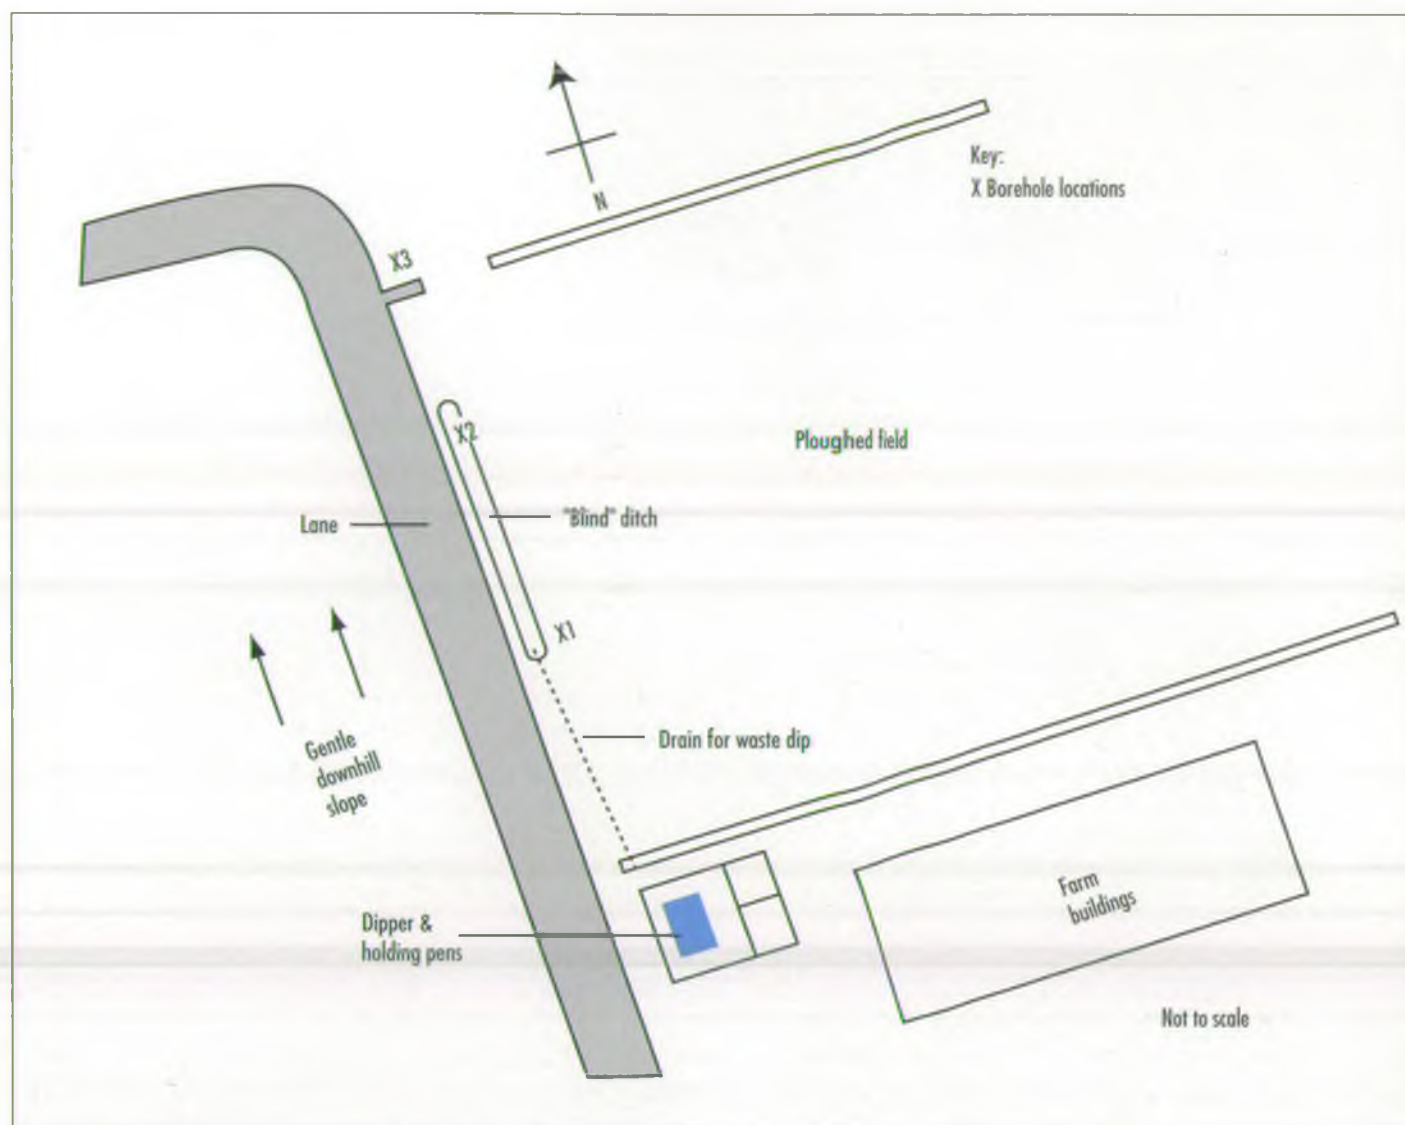 N
Key:
X Borehole locations
X3
X2
Ploughed field
Lane
"Blind" ditch
X1
Gentle
downhill
slope
Drain for waste dip
Dipper &
holding pens
Farm
buildings
Not to scale